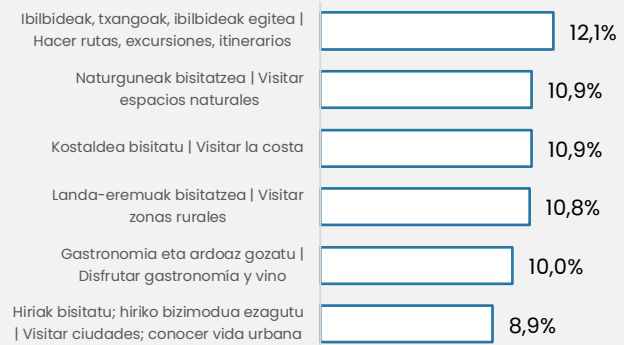 Ibilbideak, txangoak, ibilbideak egitea |
Hacer rutas, excursiones, itinerarios
12,1%
Naturguneak bisitatzea | Visitar
espacios naturales
10,9%
Kostaldea bisitatu | Visitar la costa
10,9%
Landa-eremuak bisitatzea | Visitar
zonas rurales
10,8%
Gastronomia eta ardoaz gozatu |
Disfrutar gastronomía y vino
10,0%
Hiriak bisitatu; hiriko bizimodua ezagutu
| Visitar ciudades; conocer vida urbana
8,9%